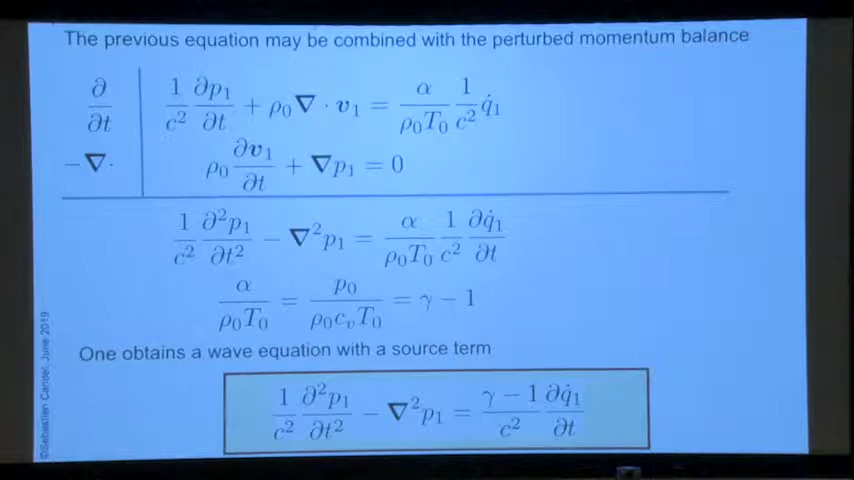 The previous equation may be combined with the perturbed momentum balance
∂/∂t | 1/c² ∂p₁/∂t + ρ₀∇ · v₁ = α/(ρ₀T₀) 1/c² q̇₁
−∇· | ρ₀ ∂v₁/∂t + ∇p₁ = 0
1/c² ∂²p₁/∂t² − ∇²p₁ = α/(ρ₀T₀) 1/c² ∂q̇₁/∂t
α/(ρ₀T₀) = p₀/(ρ₀cᵥT₀) = γ − 1
One obtains a wave equation with a source term
1/c² ∂²p₁/∂t² − ∇²p₁ = (γ − 1)/c² ∂q̇₁/∂t
©Sebastien Candel, June 2019